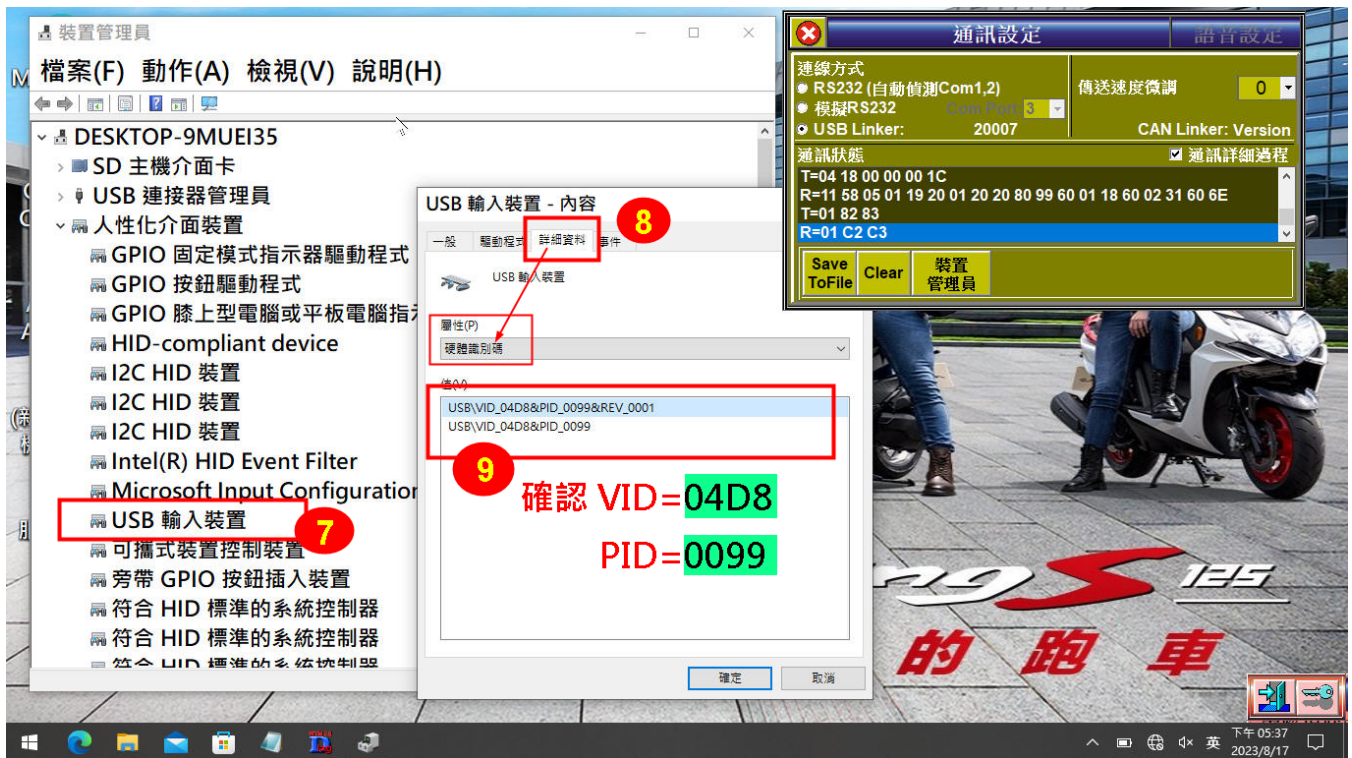 裝置管理員
檔案(F) 動作(A) 檢視(V) 說明(H)
DESKTOP-9MUEI35
SD 主機介面卡
USB 連接器管理員
人性化介面裝置
GPIO 固定模式指示器驅動程式
GPIO 按鈕驅動程式
GPIO 膝上型電腦或平板電腦指
HID-compliant device
I2C HID 裝置
I2C HID 裝置
I2C HID 裝置
Intel(R) HID Event Filter
Microsoft Input Configuration
USB 輸入裝置
7
可攜式裝置控制裝置
旁帶 GPIO 按鈕插入裝置
符合 HID 標準的系統控制器
符合 HID 標準的系統控制器
符合 HID 標準的系統控制器
USB 輸入裝置 - 內容
8
一般 驅動程式 詳細資料 事件
USB 輸入裝置
屬性(P)
硬體識別碼
值(V)
USB\VID_04D8&PID_0099&REV_0001
USB\VID_04D8&PID_0099
9
確認 VID=04D8
PID=0099
確定 取消
通訊設定 語音設定
連線方式
RS232 (自動偵測Com1,2)
傳送速度微調 0
模擬RS232 Com Port: 3
USB Linker: 20007
CAN Linker: Version
通訊狀態 通訊詳細過程
T=04 18 00 00 00 1C
R=11 58 05 01 19 20 01 20 20 80 99 60 01 18 60 02 31 60 6E
T=01 82 83
R=01 C2 C3
Save ToFile
Clear
裝置管理員
ng S 125
的 跑 車
英
下午 05:37
2023/8/17